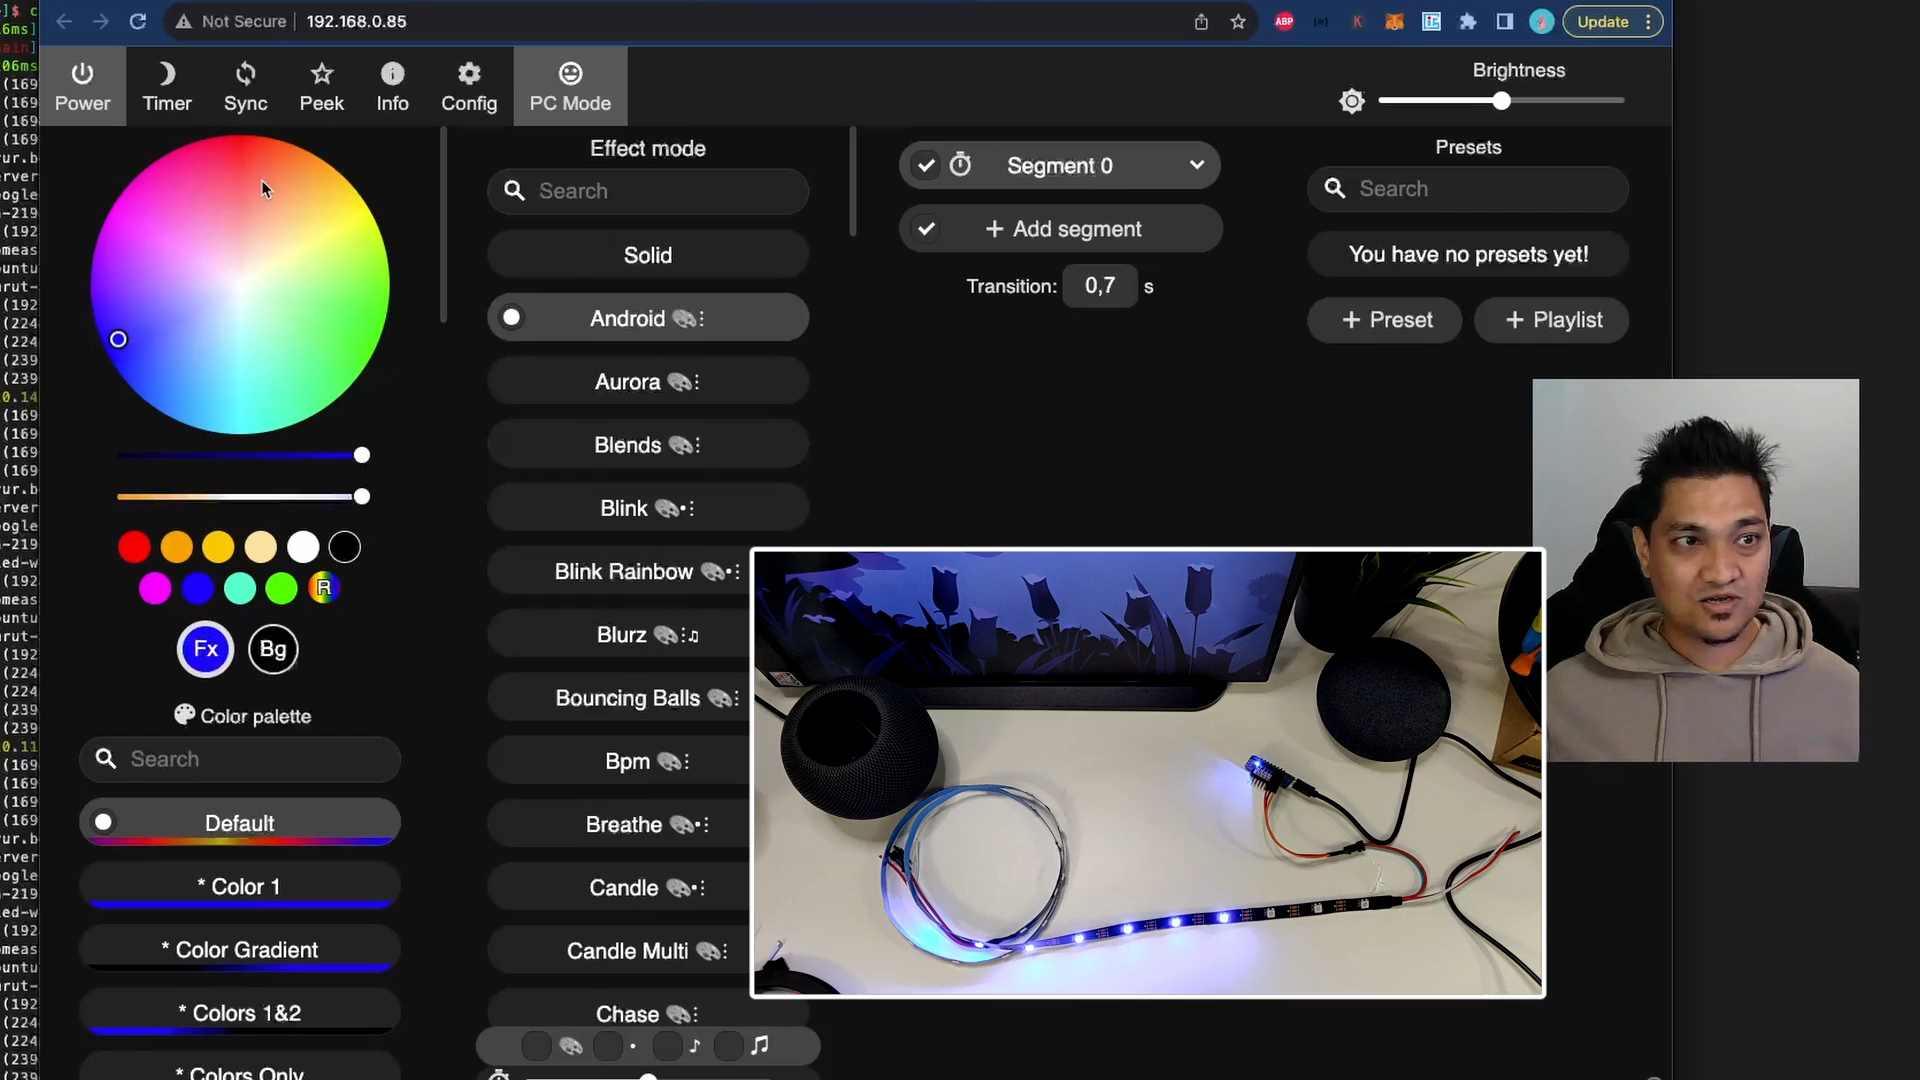 Not Secure
192.168.0.85
ABP
K
Update
Power
Timer
Sync
Peek
Info
Config
PC Mode
Brightness
R
Fx
Bg
Color palette
Search
Default
* Color 1
* Color Gradient
* Colors 1&2
* Colors Only
Effect mode
Search
Solid
Android
Aurora
Blends
Blink
Blink Rainbow
Blurz
Bouncing Balls
Bpm
Breathe
Candle
Candle Multi
Chase
Segment 0
+ Add segment
Transition: 0,7 s
Presets
Search
You have no presets yet!
+ Preset
+ Playlist